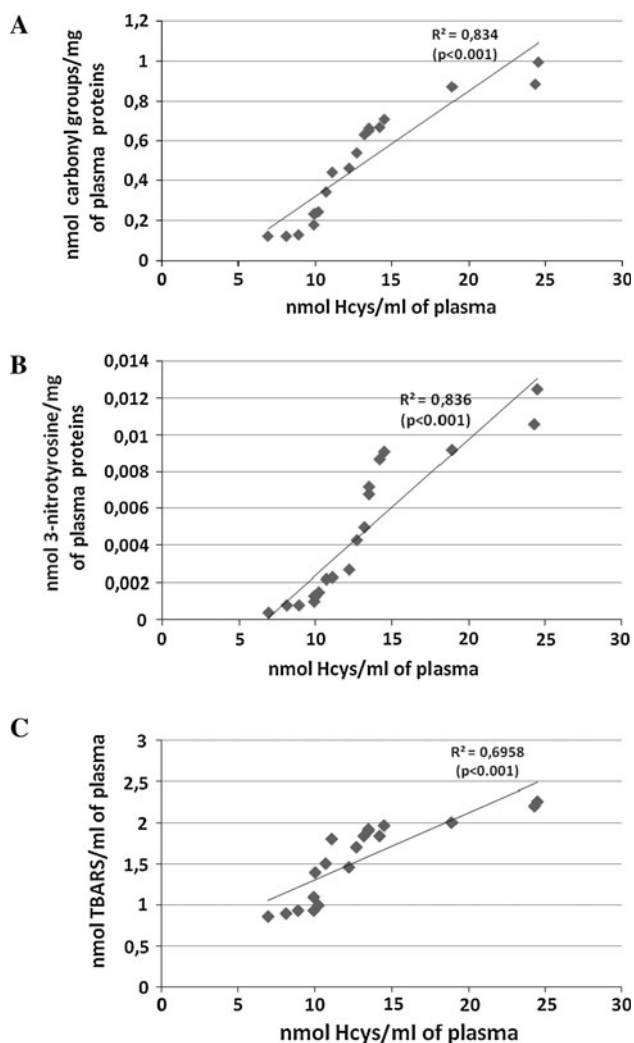 A
nmol carbonyl groups/mg
of plasma proteins
1,2
1
0,8
0,6
0,4
0,2
0
R² = 0,834
(p<0.001)
0 5 10 15 20 25 30
nmol Hcys/ml of plasma
B
nmol 3-nitrotyrosine/mg
of plasma proteins
0,014
0,012
0,01
0,008
0,006
0,004
0,002
0
R² = 0,836
(p<0.001)
0 5 10 15 20 25 30
nmol Hcys/ml of plasma
C
nmol TBARS/ml of plasma
3
2,5
2
1,5
1
0,5
0
R² = 0,6958
(p<0.001)
0 5 10 15 20 25 30
nmol Hcys/ml of plasma